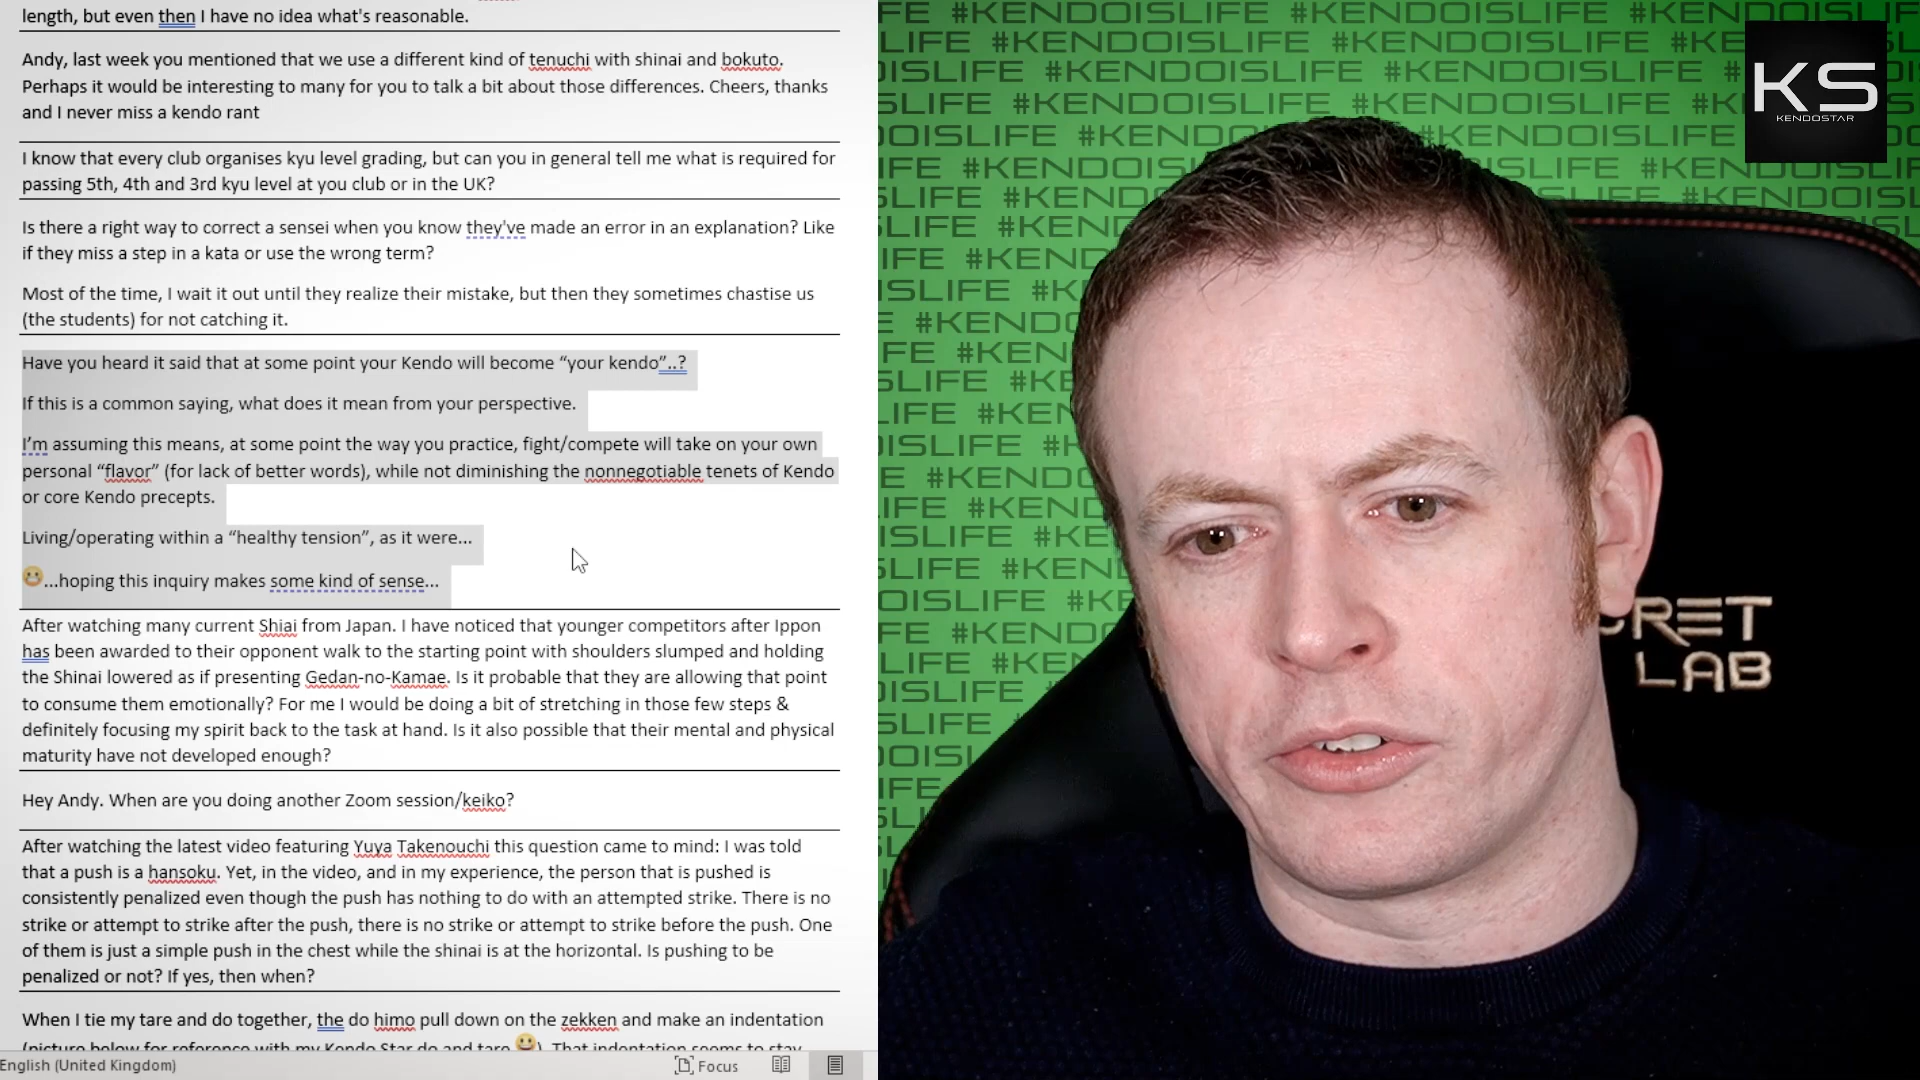 length, but even then I have no idea what's reasonable.
Andy, last week you mentioned that we use a different kind of tenuchi with shinai and bokuto.
Perhaps it would be interesting to many for you to talk a bit about those differences. Cheers, thanks
and I never miss a kendo rant
I know that every club organises kyu level grading, but can you in general tell me what is required for
passing 5th, 4th and 3rd kyu level at you club or in the UK?
Is there a right way to correct a sensei when you know they've made an error in an explanation? Like
if they miss a step in a kata or use the wrong term?
Most of the time, I wait it out until they realize their mistake, but then they sometimes chastise us
(the students) for not catching it.
Have you heard it said that at some point your Kendo will become “your kendo”..?
If this is a common saying, what does it mean from your perspective.
I’m assuming this means, at some point the way you practice, fight/compete will take on your own
personal “flavor” (for lack of better words), while not diminishing the nonnegotiable tenets of Kendo
or core Kendo precepts.
Living/operating within a “healthy tension”, as it were...
😀...hoping this inquiry makes some kind of sense...
After watching many current Shiai from Japan. I have noticed that younger competitors after Ippon
has been awarded to their opponent walk to the starting point with shoulders slumped and holding
the Shinai lowered as if presenting Gedan-no-Kamae. Is it probable that they are allowing that point
to consume them emotionally? For me I would be doing a bit of stretching in those few steps &
definitely focusing my spirit back to the task at hand. Is it also possible that their mental and physical
maturity have not developed enough?
Hey Andy. When are you doing another Zoom session/keiko?
After watching the latest video featuring Yuya Takenouchi this question came to mind: I was told
that a push is a hansoku. Yet, in the video, and in my experience, the person that is pushed is
consistently penalized even though the push has nothing to do with an attempted strike. There is no
strike or attempt to strike after the push, there is no strike or attempt to strike before the push. One
of them is just a simple push in the chest while the shinai is at the horizontal. Is pushing to be
penalized or not? If yes, then when?
When I tie my tare and do together, the do himo pull down on the zekken and make an indentation
(picture below for reference with my Kendo Star do and tare 😀). That indentation seems to stay
English (United Kingdom)
Focus
#KENDOISLIFE #KENDOISLIFE #KENDOISLIFE
KS
KENDOSTAR
RET
LAB